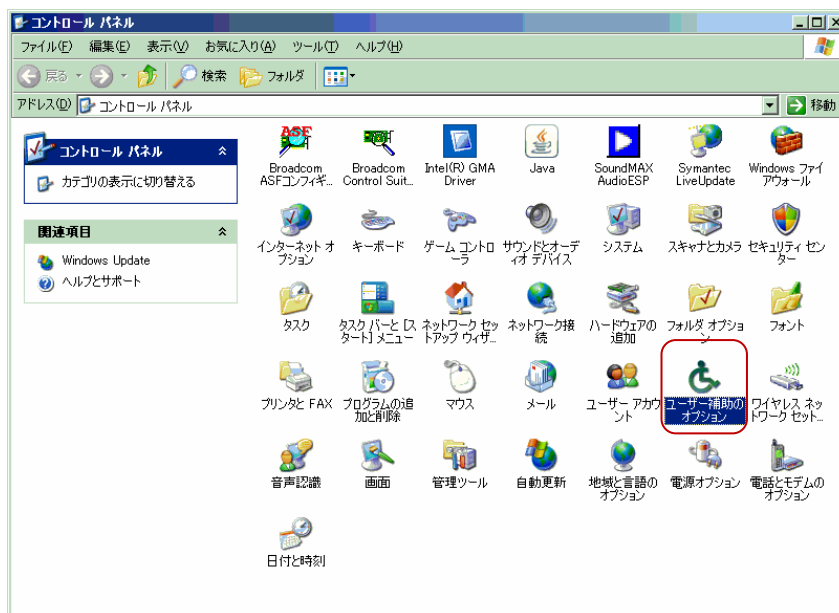 コントロール パネル
ファイル(F) 編集(E) 表示(V) お気に入り(A) ツール(T) ヘルプ(H)
戻る 検索 フォルダ
アドレス(D) コントロール パネル 移動
コントロール パネル
カテゴリの表示に切り替える
関連項目
Windows Update
ヘルプとサポート
ASF
Broadcom
ASFコンフィギ...
Broadcom
Control Suit...
Intel(R) GMA
Driver
Java
SoundMAX
AudioESP
Symantec
LiveUpdate
Windows ファイ
アウォール
インターネット オ
プション
キーボード
ゲーム コントロ
ーラ
サウンドとオーデ
ィオ デバイス
システム
スキャナとカメラ
セキュリティ セン
ター
タスク
タスク バーと [ス
タート] メニュー
ネットワーク セッ
トアップ ウィザ...
ネットワーク接
続
ハードウェアの
追加
フォルダ オプショ
ン
フォント
プリンタと FAX
プログラムの追
加と削除
マウス
メール
ユーザー アカウ
ント
ユーザー補助の
オプション
ワイヤレス ネッ
トワーク セット...
音声認識
画面
管理ツール
自動更新
地域と言語の
オプション
電源オプション
電話とモデムの
オプション
日付と時刻